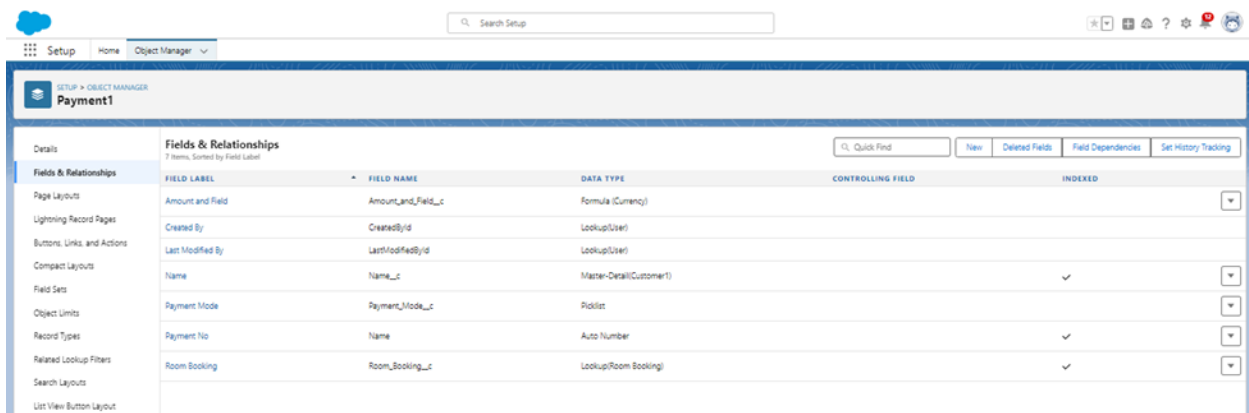 Search Setup
12
Setup Home Object Manager
SETUP > OBJECT MANAGER
Payment1
Details
Fields & Relationships
Page Layouts
Lightning Record Pages
Buttons, Links, and Actions
Compact Layouts
Field Sets
Object Limits
Record Types
Related Lookup Filters
Search Layouts
List View Button Layout
Fields & Relationships
7 Items, Sorted by Field Label
Quick Find New Deleted Fields Field Dependencies Set History Tracking
FIELD LABEL FIELD NAME DATA TYPE CONTROLLING FIELD INDEXED
Amount and Field Amount_and_Field__c Formula (Currency)
Created By CreatedById Lookup(User)
Last Modified By LastModifiedById Lookup(User)
Name Name__c Master-Detail(Customer1)
Payment Mode Payment_Mode__c Picklist
Payment No Name Auto Number
Room Booking Room_Booking__c Lookup(Room Booking)